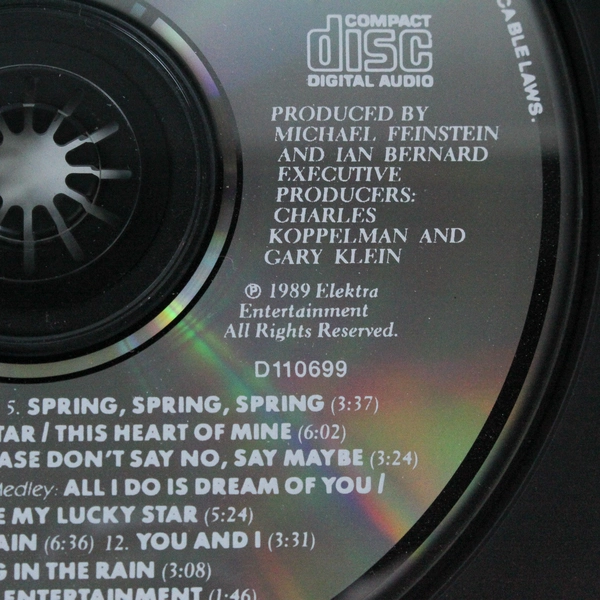 COMPACT
disc
DIGITAL AUDIO
CABLE LAWS.
PRODUCED BY
MICHAEL FEINSTEIN
AND IAN BERNARD
EXECUTIVE
PRODUCERS:
CHARLES
KOPPELMAN AND
GARY KLEIN
℗ 1989 Elektra
Entertainment
All Rights Reserved.
D110699
5. SPRING, SPRING, SPRING (3:37)
TAR / THIS HEART OF MINE (6:02)
ASE DON'T SAY NO, SAY MAYBE (3:24)
Medley: ALL I DO IS DREAM OF YOU /
E MY LUCKY STAR (5:24)
AIN (6:36) 12. YOU AND I (3:31)
G IN THE RAIN (3:08)
ENTERTAINMENT (1:46)